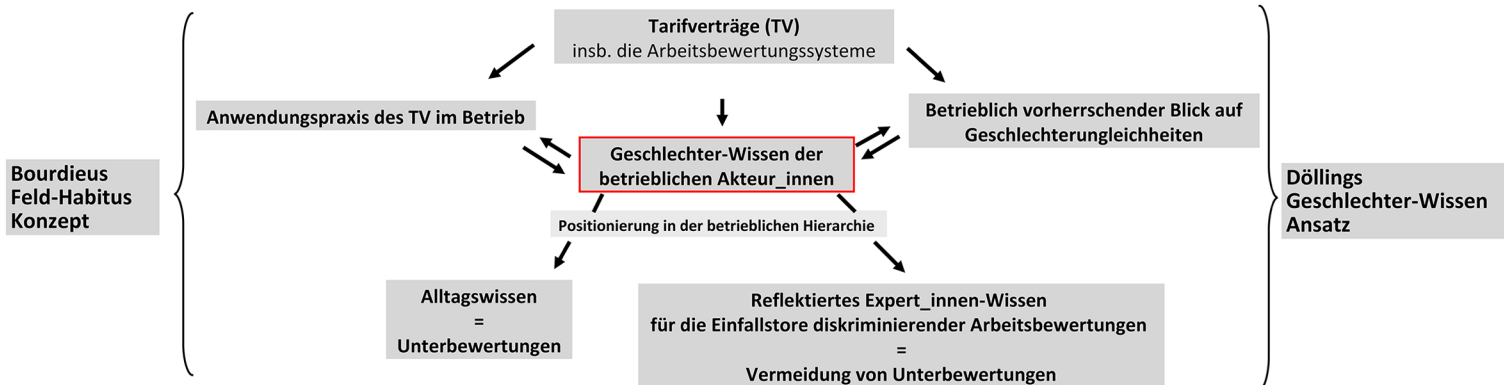 Tarifverträge (TV)
insb. die Arbeitsbewertungssysteme
Anwendungspraxis des TV im Betrieb
Betrieblich vorherrschender Blick auf
Geschlechterungleichheiten
Geschlechter-Wissen der
betrieblichen Akteur_innen
Bourdieus
Feld-Habitus
Konzept
Döllings
Geschlechter-Wissen
Ansatz
Positionierung in der betrieblichen Hierarchie
Alltagswissen
=
Unterbewertungen
Reflektiertes Expert_innen-Wissen
für die Einfallstore diskriminierender Arbeitsbewertungen
=
Vermeidung von Unterbewertungen